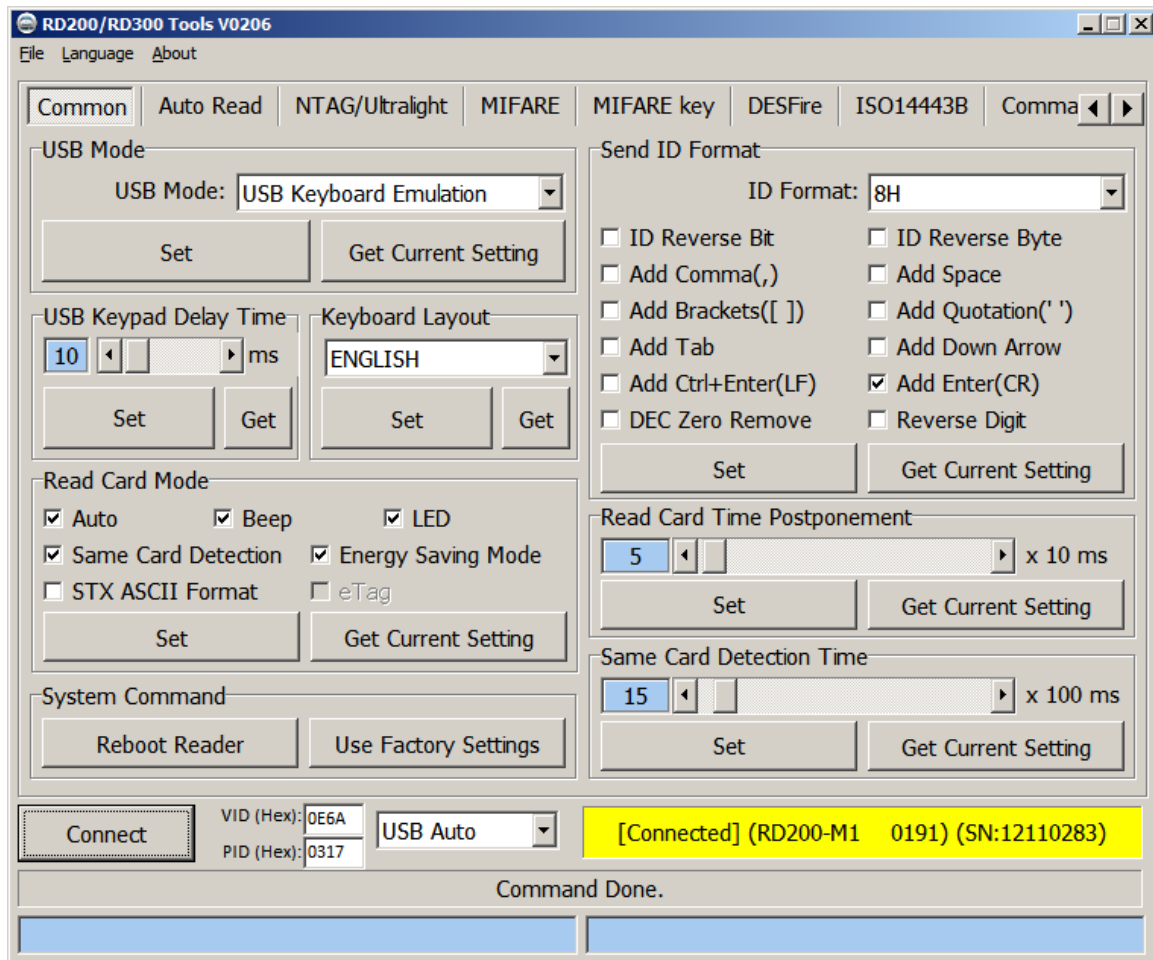 RD200/RD300 Tools V0206
File Language About
Common Auto Read NTAG/Ultralight MIFARE MIFARE key DESFire ISO14443B Comma
USB Mode
USB Mode: USB Keyboard Emulation
Set Get Current Setting
USB Keypad Delay Time
10 ms
Set Get
Keyboard Layout
ENGLISH
Set Get
Read Card Mode
Auto Beep LED
Same Card Detection Energy Saving Mode
STX ASCII Format eTag
Set Get Current Setting
System Command
Reboot Reader Use Factory Settings
Send ID Format
ID Format: 8H
ID Reverse Bit ID Reverse Byte
Add Comma(,) Add Space
Add Brackets([ ]) Add Quotation(' ')
Add Tab Add Down Arrow
Add Ctrl+Enter(LF) Add Enter(CR)
DEC Zero Remove Reverse Digit
Set Get Current Setting
Read Card Time Postponement
5 x 10 ms
Set Get Current Setting
Same Card Detection Time
15 x 100 ms
Set Get Current Setting
Connect
VID (Hex): 0E6A
PID (Hex): 0317
USB Auto
[Connected] (RD200-M1 0191) (SN:12110283)
Command Done.